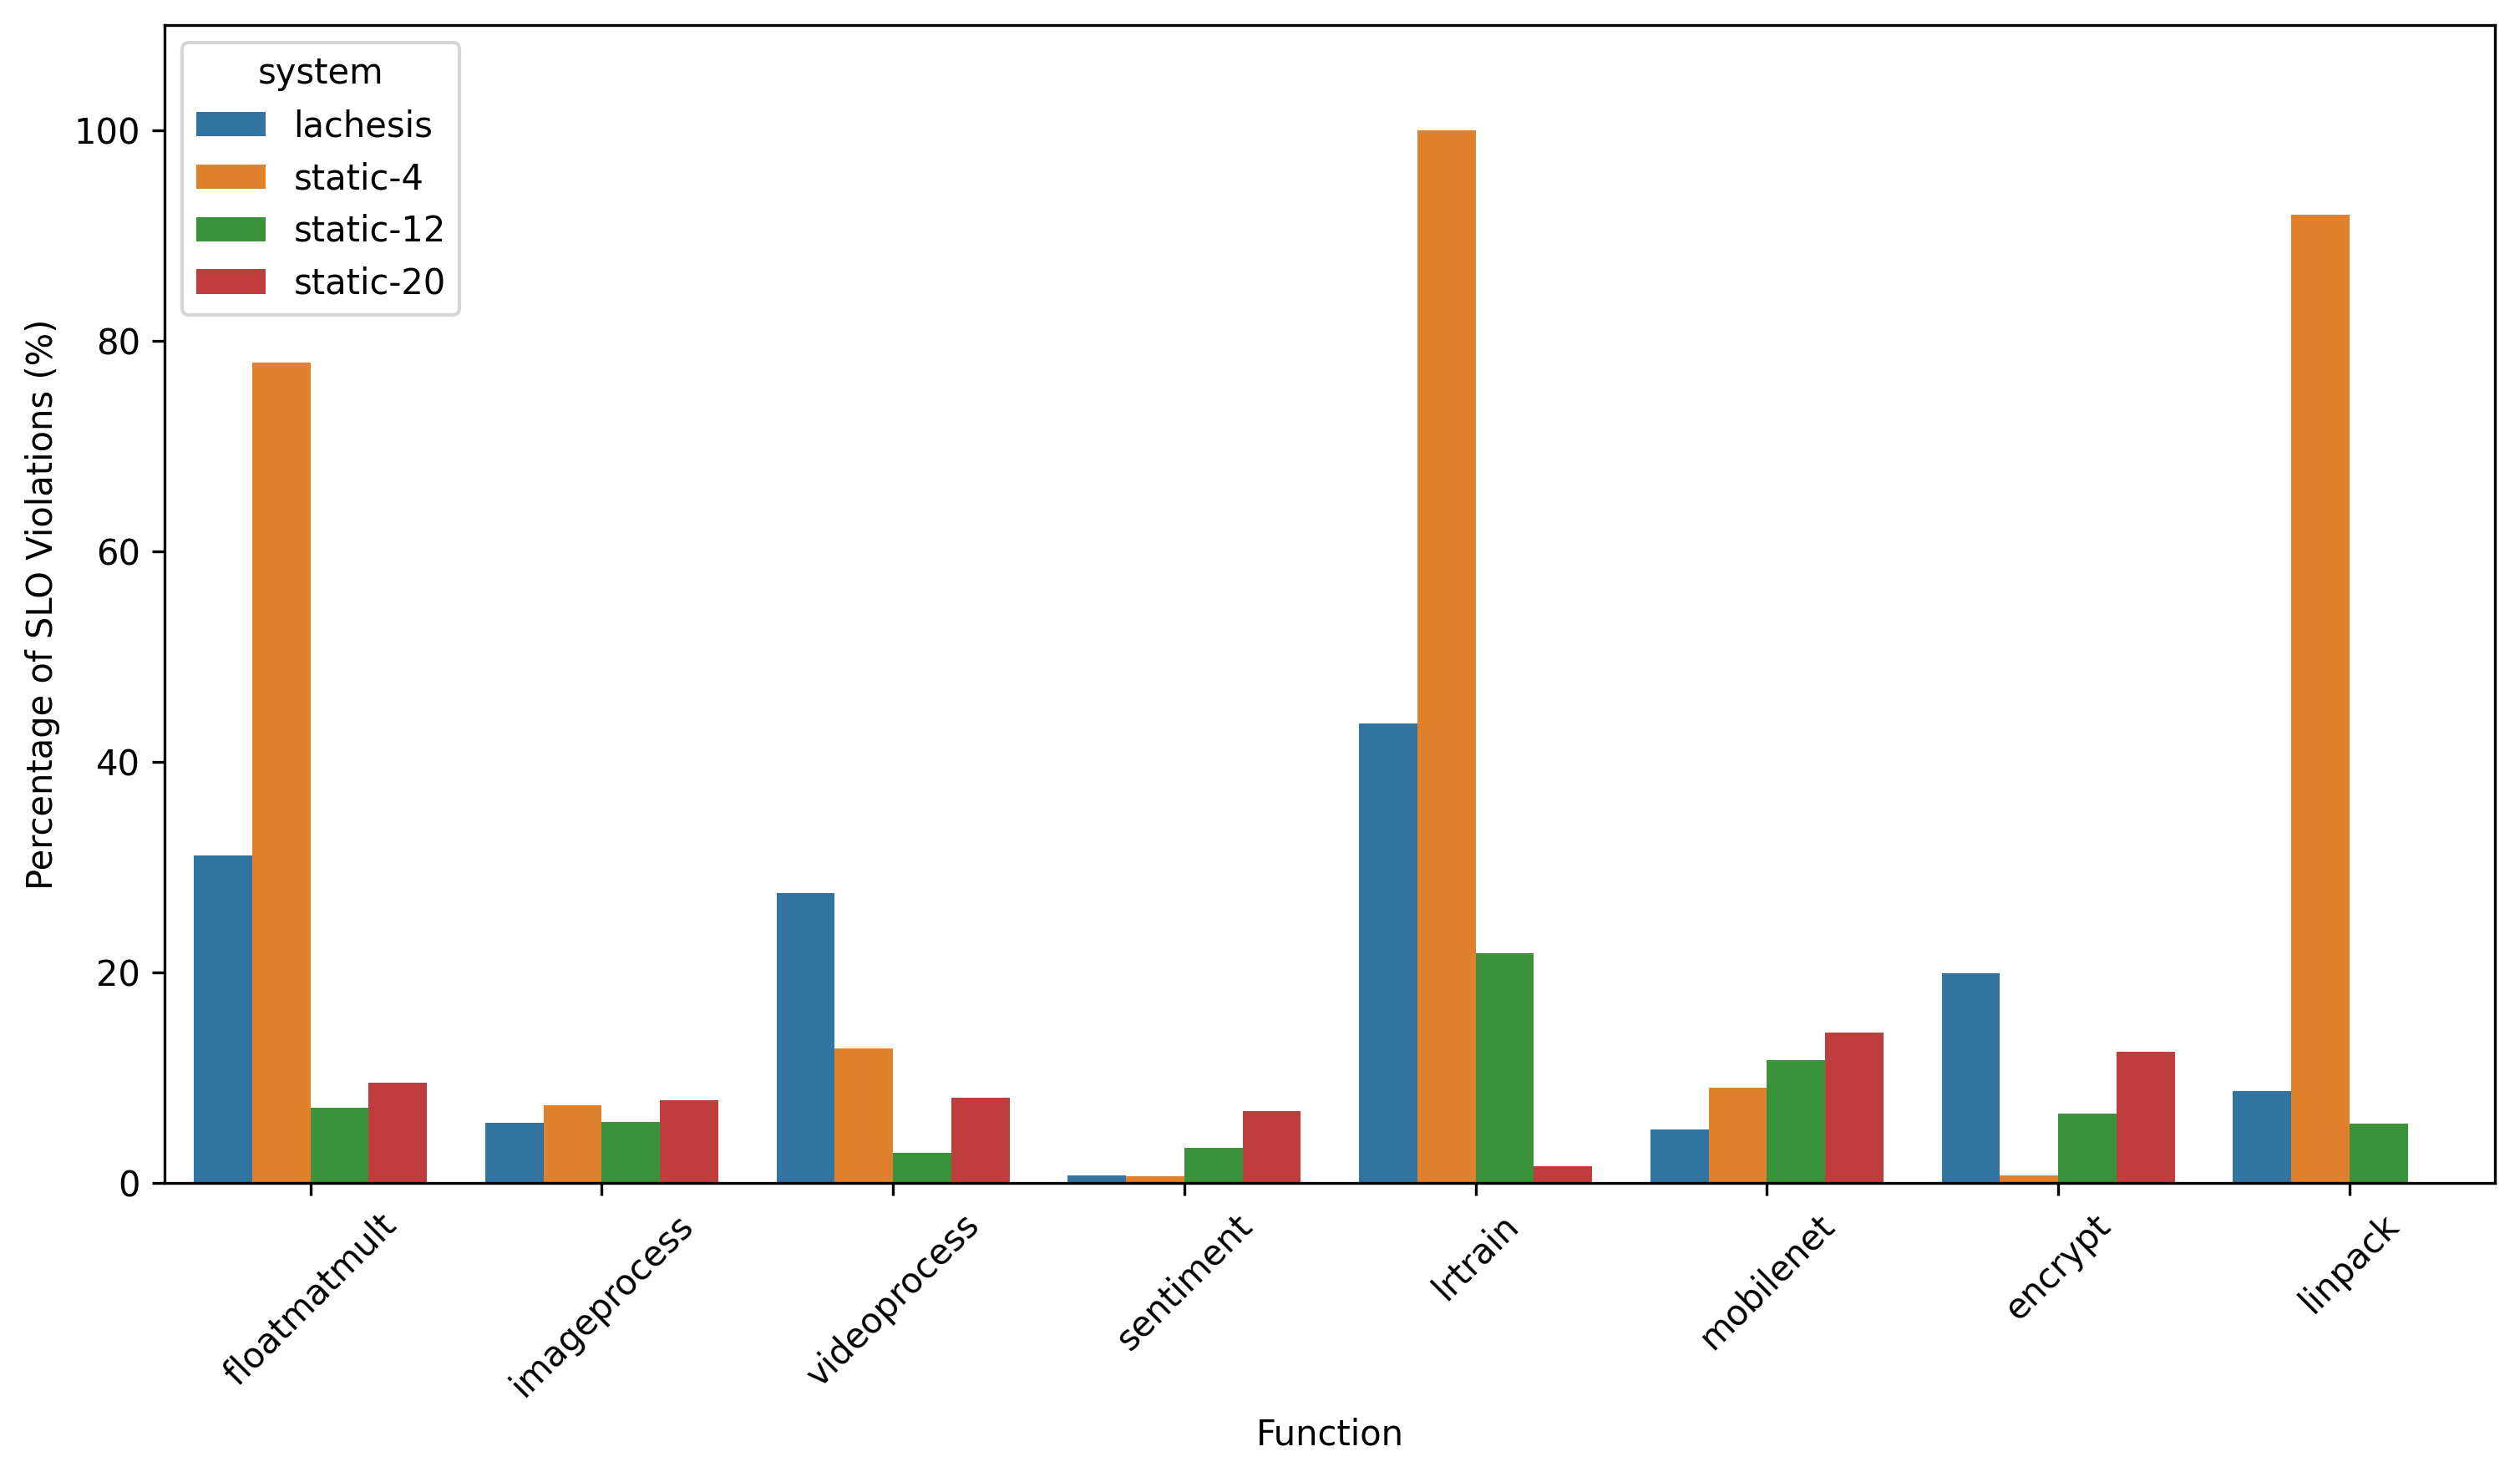 system
lachesis
static-4
static-12
static-20
Percentage of SLO Violations (%)
100
80
60
40
20
0
floatmatmult
imageprocess
videoprocess
sentiment
lrtrain
mobilenet
encrypt
linpack
Function